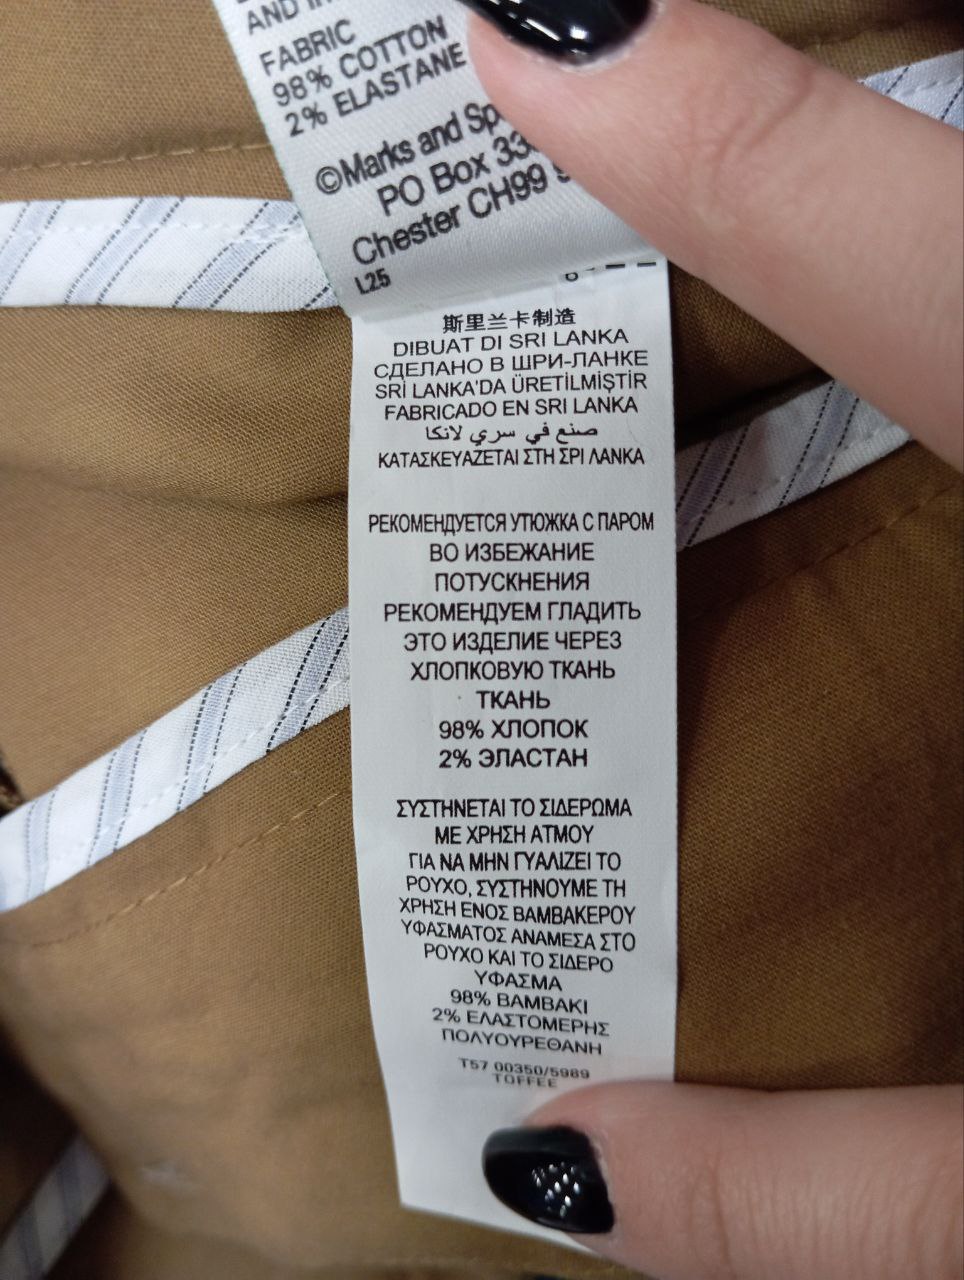 FABRIC
98% COTTON
2% ELASTANE
©Marks and
PO Box
Chester CH99
L25
斯里兰卡制造
DIBUAT DI SRI LANKA
СДЕЛАНО В ШРИ-ЛАНКЕ
SRİ LANKA'DA ÜRETİLMİŞTİR
FABRICADO EN SRI LANKA
صنع في سري لانكا
ΚΑΤΑΣΚΕΥΑΖΕΤΑΙ ΣΤΗ ΣΡΙ ΛΑΝΚΑ
РЕКОМЕНДУЕТСЯ УТЮЖКА С ПАРОМ
ВО ИЗБЕЖАНИЕ
ПОТУСКНЕНИЯ
РЕКОМЕНДУЕМ ГЛАДИТЬ
ЭТО ИЗДЕЛИЕ ЧЕРЕЗ
ХЛОПКОВУЮ ТКАНЬ
ТКАНЬ
98% ХЛОПОК
2% ЭЛАСТАН
ΣΥΣΤΗΝΕΤΑΙ ΤΟ ΣΙΔΕΡΩΜΑ
ΜΕ ΧΡΗΣΗ ΑΤΜΟΥ
ΓΙΑ ΝΑ ΜΗΝ ΓΥΑΛΙΖΕΙ ΤΟ
ΡΟΥΧΟ, ΣΥΣΤΗΝΟΥΜΕ ΤΗ
ΧΡΗΣΗ ΕΝΟΣ ΒΑΜΒΑΚΕΡΟΥ
ΥΦΑΣΜΑΤΟΣ ΑΝΑΜΕΣΑ ΣΤΟ
ΡΟΥΧΟ ΚΑΙ ΤΟ ΣΙΔΕΡΟ
ΥΦΑΣΜΑ
98% ΒΑΜΒΑΚΙ
2% ΕΛΑΣΤΟΜΕΡΗΣ
ΠΟΛΥΟΥΡΕΘΑΝΗ
T57 00350/5989
TOFFEE